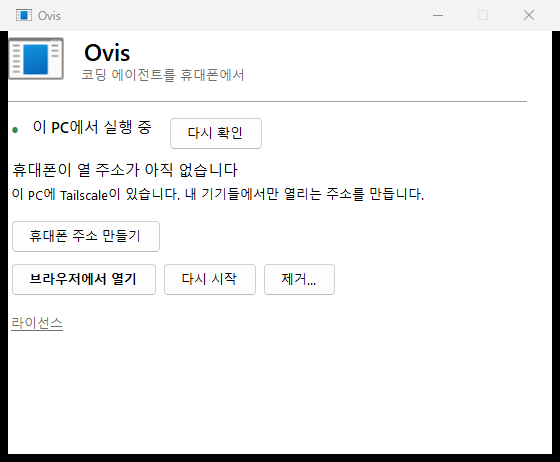 Ovis
Ovis
코딩 에이전트를 휴대폰에서
이 PC에서 실행 중
다시 확인
휴대폰이 열 주소가 아직 없습니다
이 PC에 Tailscale이 있습니다. 내 기기들에서만 열리는 주소를 만듭니다.
휴대폰 주소 만들기
브라우저에서 열기
다시 시작
제거...
라이선스